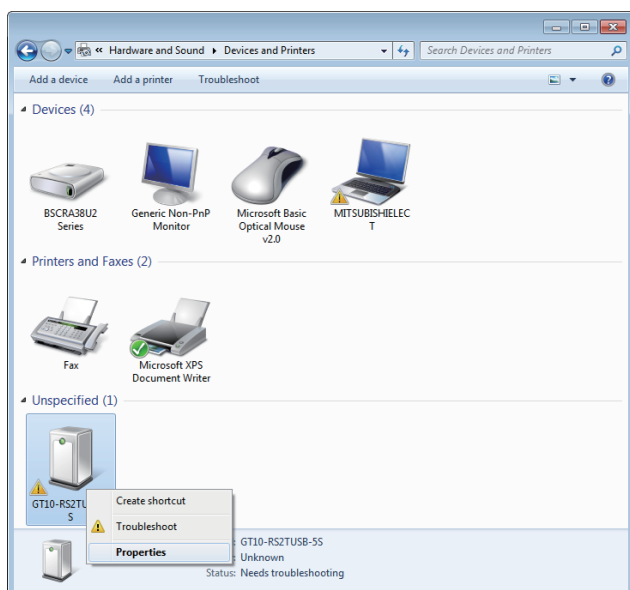 « Hardware and Sound ▸ Devices and Printers
Search Devices and Printers
Add a device Add a printer Troubleshoot
Devices (4)
BSCRA38U2
Series
Generic Non-PnP
Monitor
Microsoft Basic
Optical Mouse
v2.0
MITSUBISHIELEC
T
Printers and Faxes (2)
Fax
Microsoft XPS
Document Writer
Unspecified (1)
GT10-RS2TU
S
Create shortcut
Troubleshoot
Properties
: GT10-RS2TUSB-5S
: Unknown
Status: Needs troubleshooting